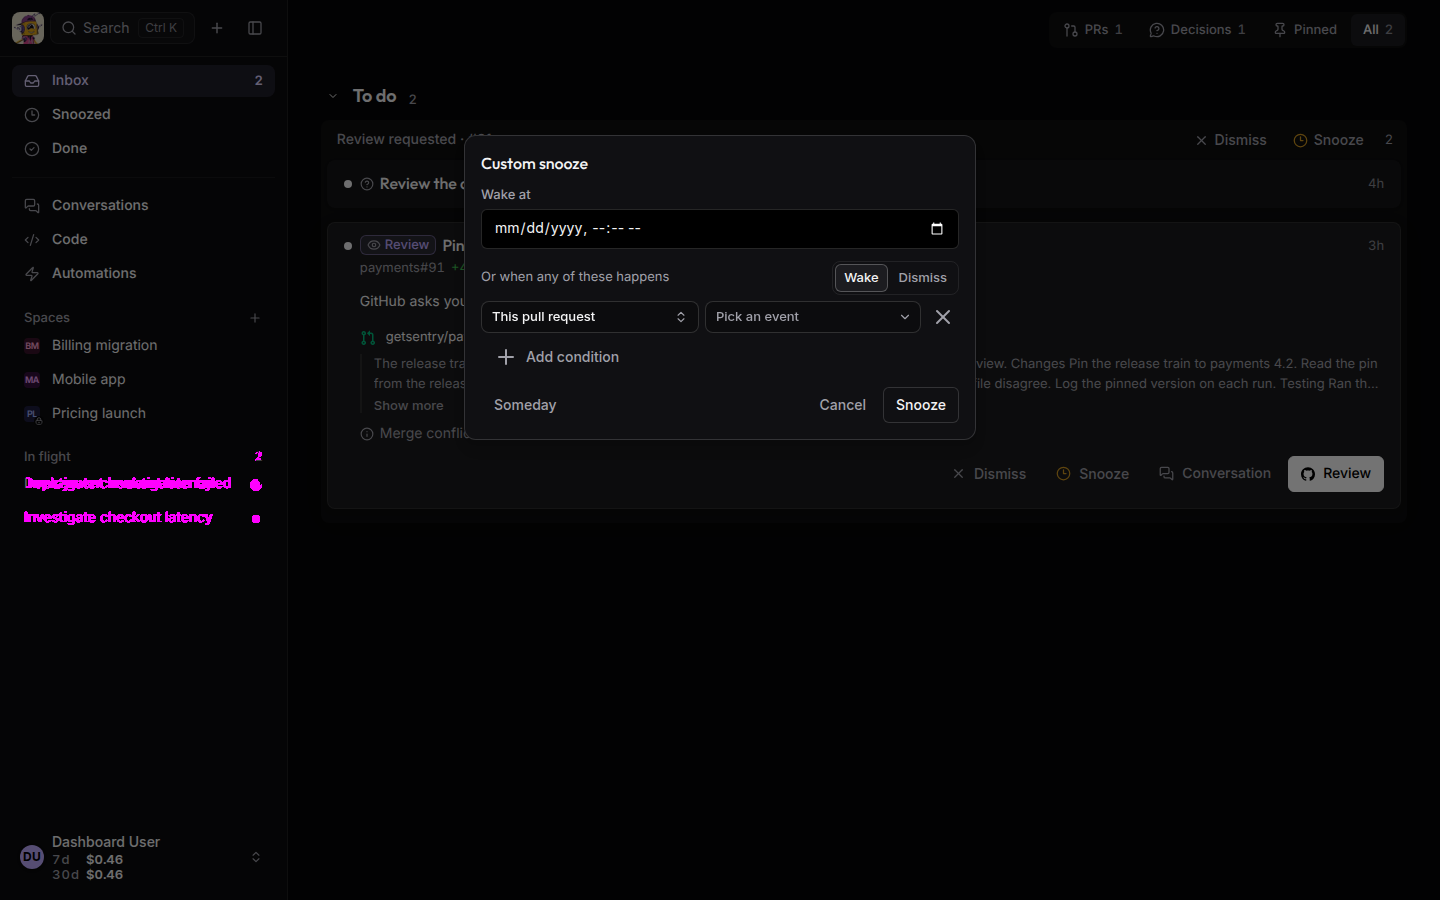 Search Ctrl K
PRs 1
Decisions 1
Pinned
All 2
Inbox 2
Snoozed
Done
Conversations
Code
Automations
Spaces
BM Billing migration
MA Mobile app
PL Pricing launch
In flight
Investigate checkout latency
Dashboard User
DU
7d $0.46
30d $0.46
To do 2
Review requested ·
Dismiss
Snooze
2
Review the
4h
Review Pin
3h
payments#91
GitHub asks you
getsentry/pa
The release tra
view. Changes Pin the release train to payments 4.2. Read the pin
from the releas
file disagree. Log the pinned version on each run. Testing Ran th...
Show more
Merge confli
Dismiss
Snooze
Conversation
Review
Custom snooze
Wake at
mm/dd/yyyy, --:-- --
Or when any of these happens
Wake
Dismiss
This pull request
Pick an event
Add condition
Someday
Cancel
Snooze